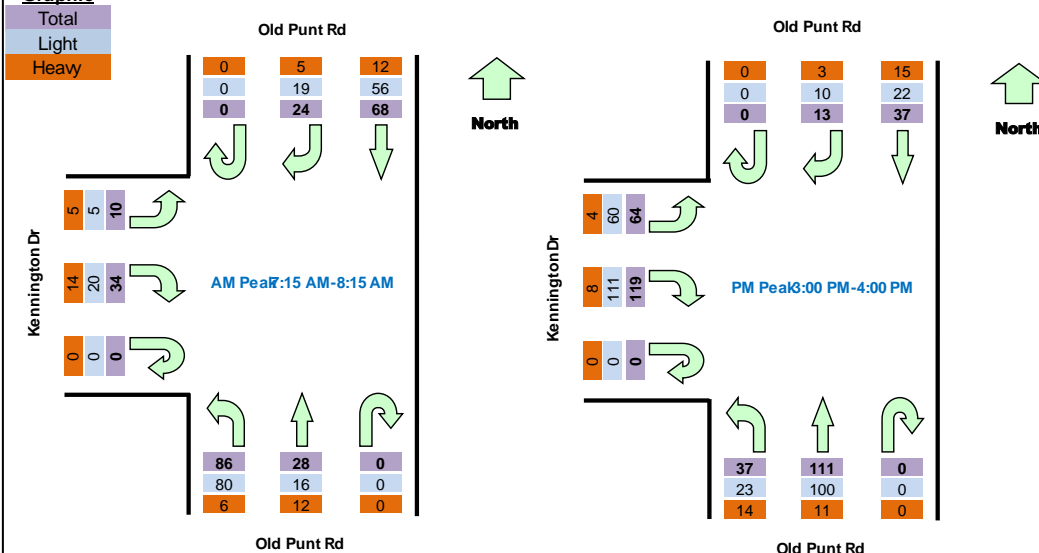 Graphic
Total
Light
Heavy
Old Punt Rd
0 5 12
0 19 56
0 24 68
North
Kennington Dr
5 5 10
14 20 34
0 0 0
AM Peak 7:15 AM-8:15 AM
86 28 0
80 16 0
6 12 0
Old Punt Rd
Old Punt Rd
0 3 15
0 10 22
0 13 37
North
Kennington Dr
4 60 64
8 111 119
0 0 0
PM Peak 3:00 PM-4:00 PM
37 111 0
23 100 0
14 11 0
Old Punt Rd